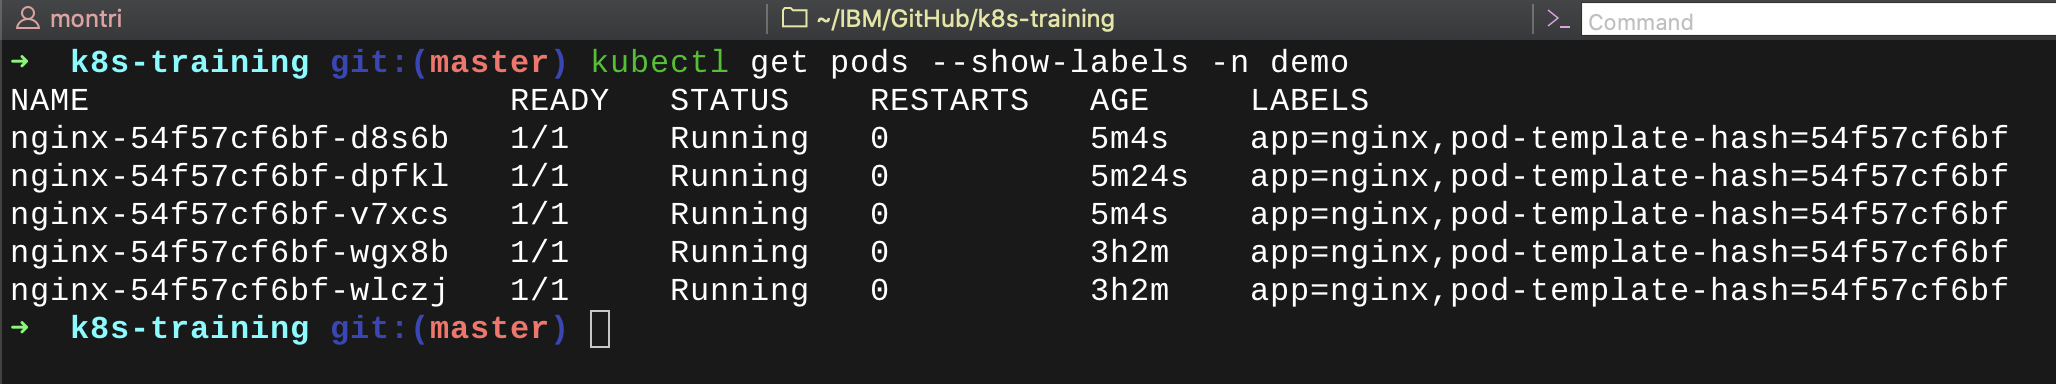 montri ~/IBM/GitHub/k8s-training >_ Command
➜ k8s-training git:(master) kubectl get pods --show-labels -n demo
NAME READY STATUS RESTARTS AGE LABELS
nginx-54f57cf6bf-d8s6b 1/1 Running 0 5m4s app=nginx,pod-template-hash=54f57cf6bf
nginx-54f57cf6bf-dpfkl 1/1 Running 0 5m24s app=nginx,pod-template-hash=54f57cf6bf
nginx-54f57cf6bf-v7xcs 1/1 Running 0 5m4s app=nginx,pod-template-hash=54f57cf6bf
nginx-54f57cf6bf-wgx8b 1/1 Running 0 3h2m app=nginx,pod-template-hash=54f57cf6bf
nginx-54f57cf6bf-wlczj 1/1 Running 0 3h2m app=nginx,pod-template-hash=54f57cf6bf
➜ k8s-training git:(master)